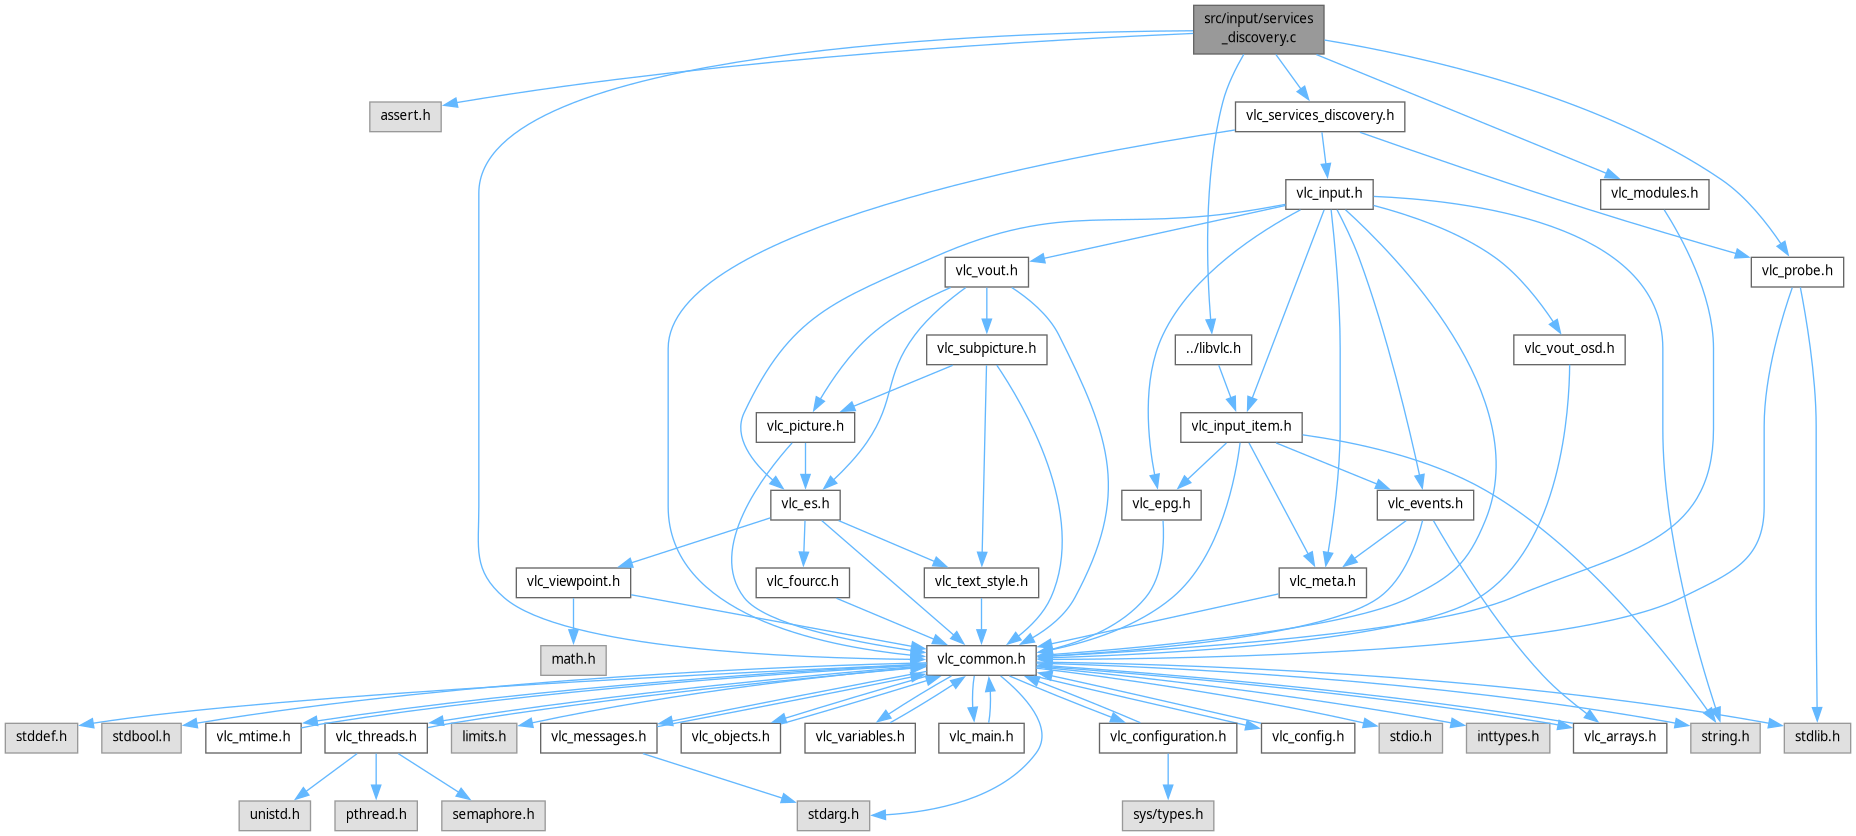 src/input/services
_discovery.c
assert.h
vlc_services_discovery.h
vlc_input.h
vlc_modules.h
vlc_vout.h
vlc_probe.h
vlc_subpicture.h
../libvlc.h
vlc_vout_osd.h
vlc_picture.h
vlc_input_item.h
vlc_es.h
vlc_epg.h
vlc_events.h
vlc_viewpoint.h
vlc_fourcc.h
vlc_text_style.h
vlc_meta.h
math.h
vlc_common.h
stddef.h
stdbool.h
vlc_mtime.h
vlc_threads.h
limits.h
vlc_messages.h
vlc_objects.h
vlc_variables.h
vlc_main.h
vlc_configuration.h
vlc_config.h
stdio.h
inttypes.h
vlc_arrays.h
string.h
stdlib.h
unistd.h
pthread.h
semaphore.h
stdarg.h
sys/types.h